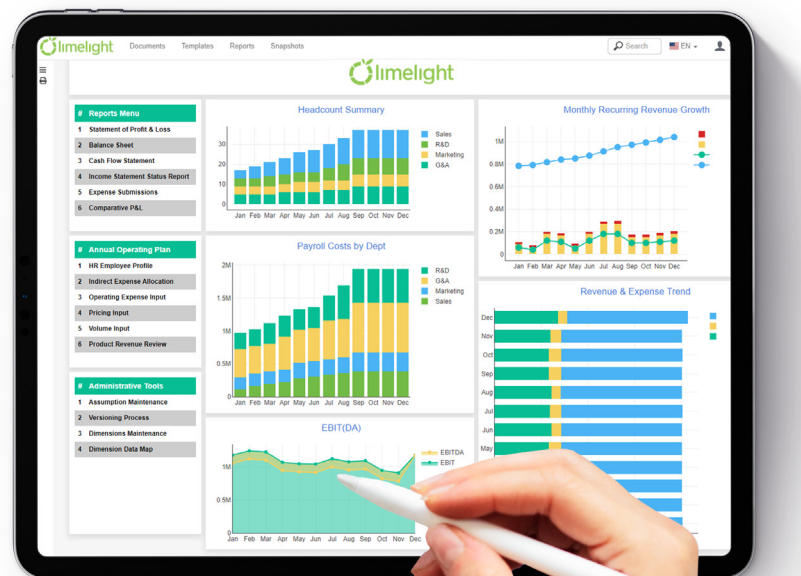 limelight Documents Templates Reports Snapshots Search EN
limelight
# Reports Menu
1 Statement of Profit & Loss
2 Balance Sheet
3 Cash Flow Statement
4 Income Statement Status Report
5 Expense Submissions
6 Comparative P&L
# Annual Operating Plan
1 HR Employee Profile
2 Indirect Expense Allocation
3 Operating Expense Input
4 Pricing Input
5 Volume Input
6 Product Revenue Review
# Administrative Tools
1 Assumption Maintenance
2 Versioning Process
3 Dimensions Maintenance
4 Dimension Data Map
Headcount Summary
30
20
10
0
Jan Feb Mar Apr May Jun Jul Aug Sep Oct Nov Dec
Sales
R&D
Marketing
G&A
Payroll Costs by Dept
2M
1.5M
1M
0.5M
0
Jan Feb Mar Apr May Jun Jul Aug Sep Oct Nov Dec
R&D
G&A
Marketing
Sales
EBIT(DA)
1M
0.5M
0
Jan Feb Mar Apr May Jun Jul Aug Sep Oct Nov Dec
EBITDA
EBIT
Monthly Recurring Revenue Growth
1M
0.8M
0.6M
0.4M
0.2M
0
Jan Feb Mar Apr May Jun Jul Aug Sep Oct Nov Dec
Revenue & Expense Trend
Dec
Nov
Oct
Sep
Aug
Jul
Jun
May